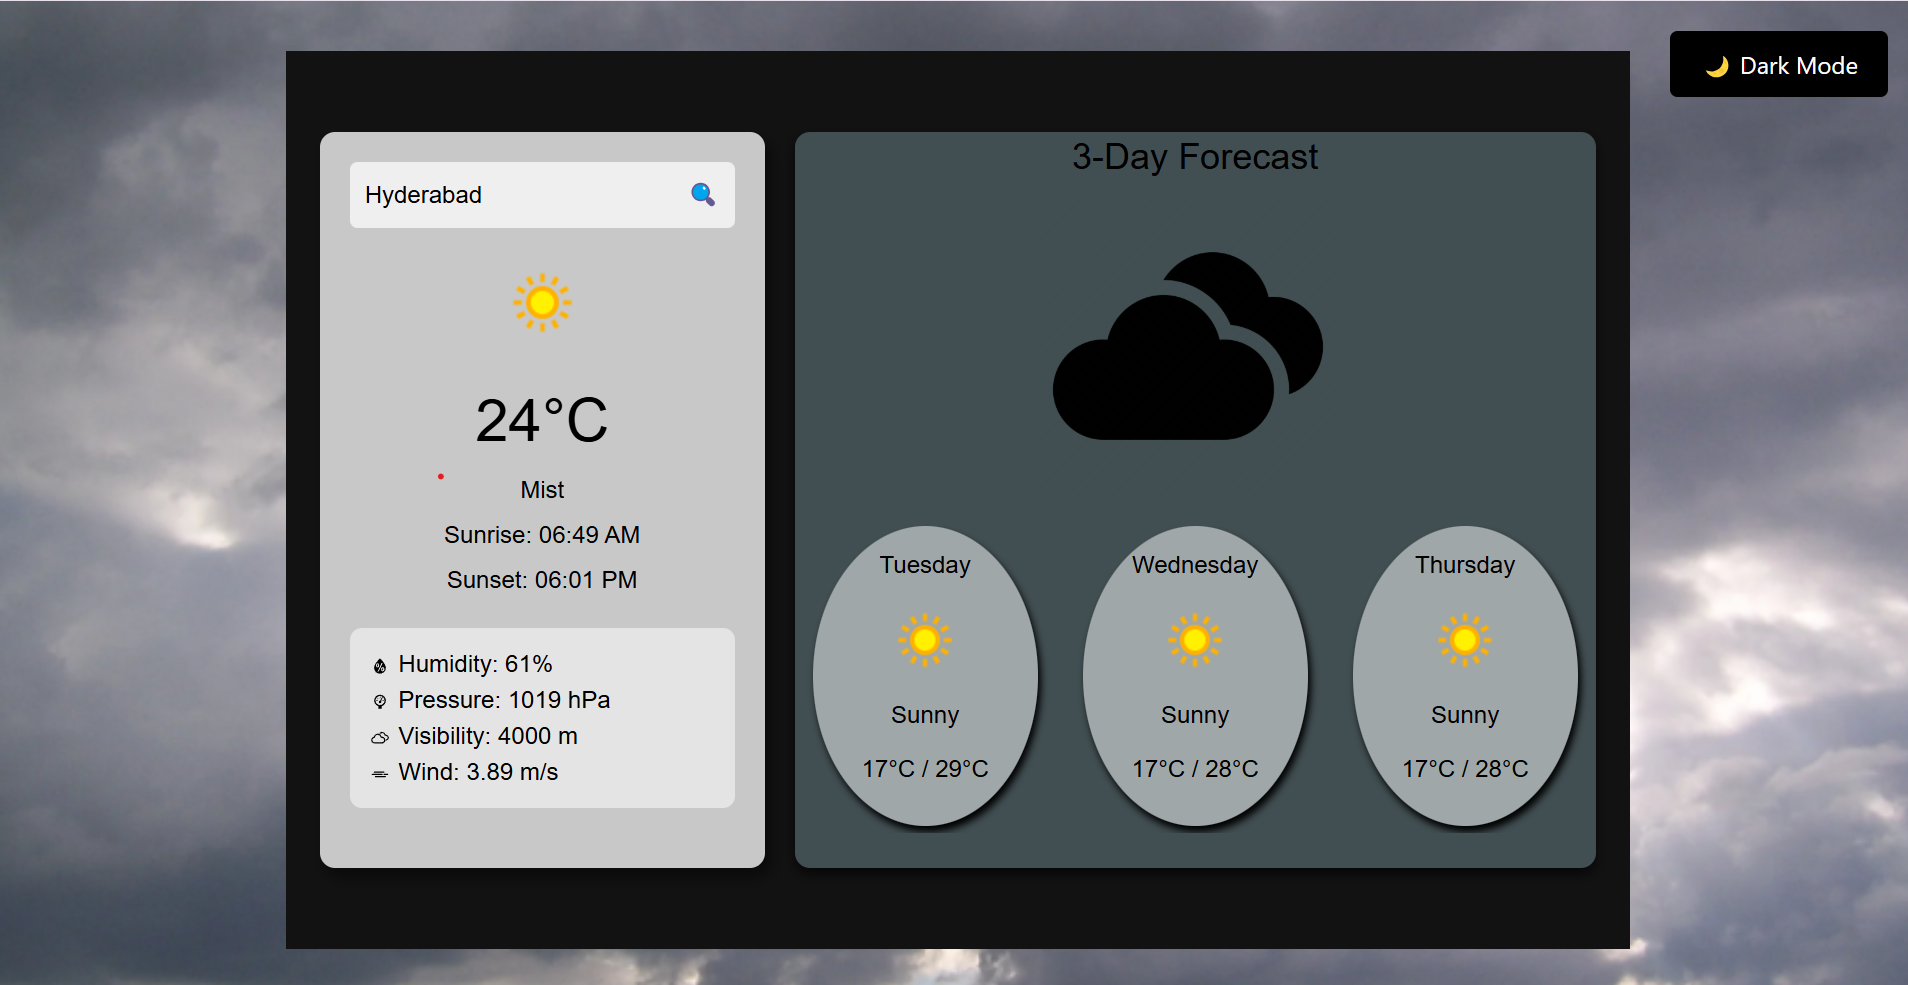 🌙 Dark Mode
Hyderabad
24°C
Mist
Sunrise: 06:49 AM
Sunset: 06:01 PM
Humidity: 61%
Pressure: 1019 hPa
Visibility: 4000 m
Wind: 3.89 m/s
3-Day Forecast
Tuesday
Sunny
17°C / 29°C
Wednesday
Sunny
17°C / 28°C
Thursday
Sunny
17°C / 28°C